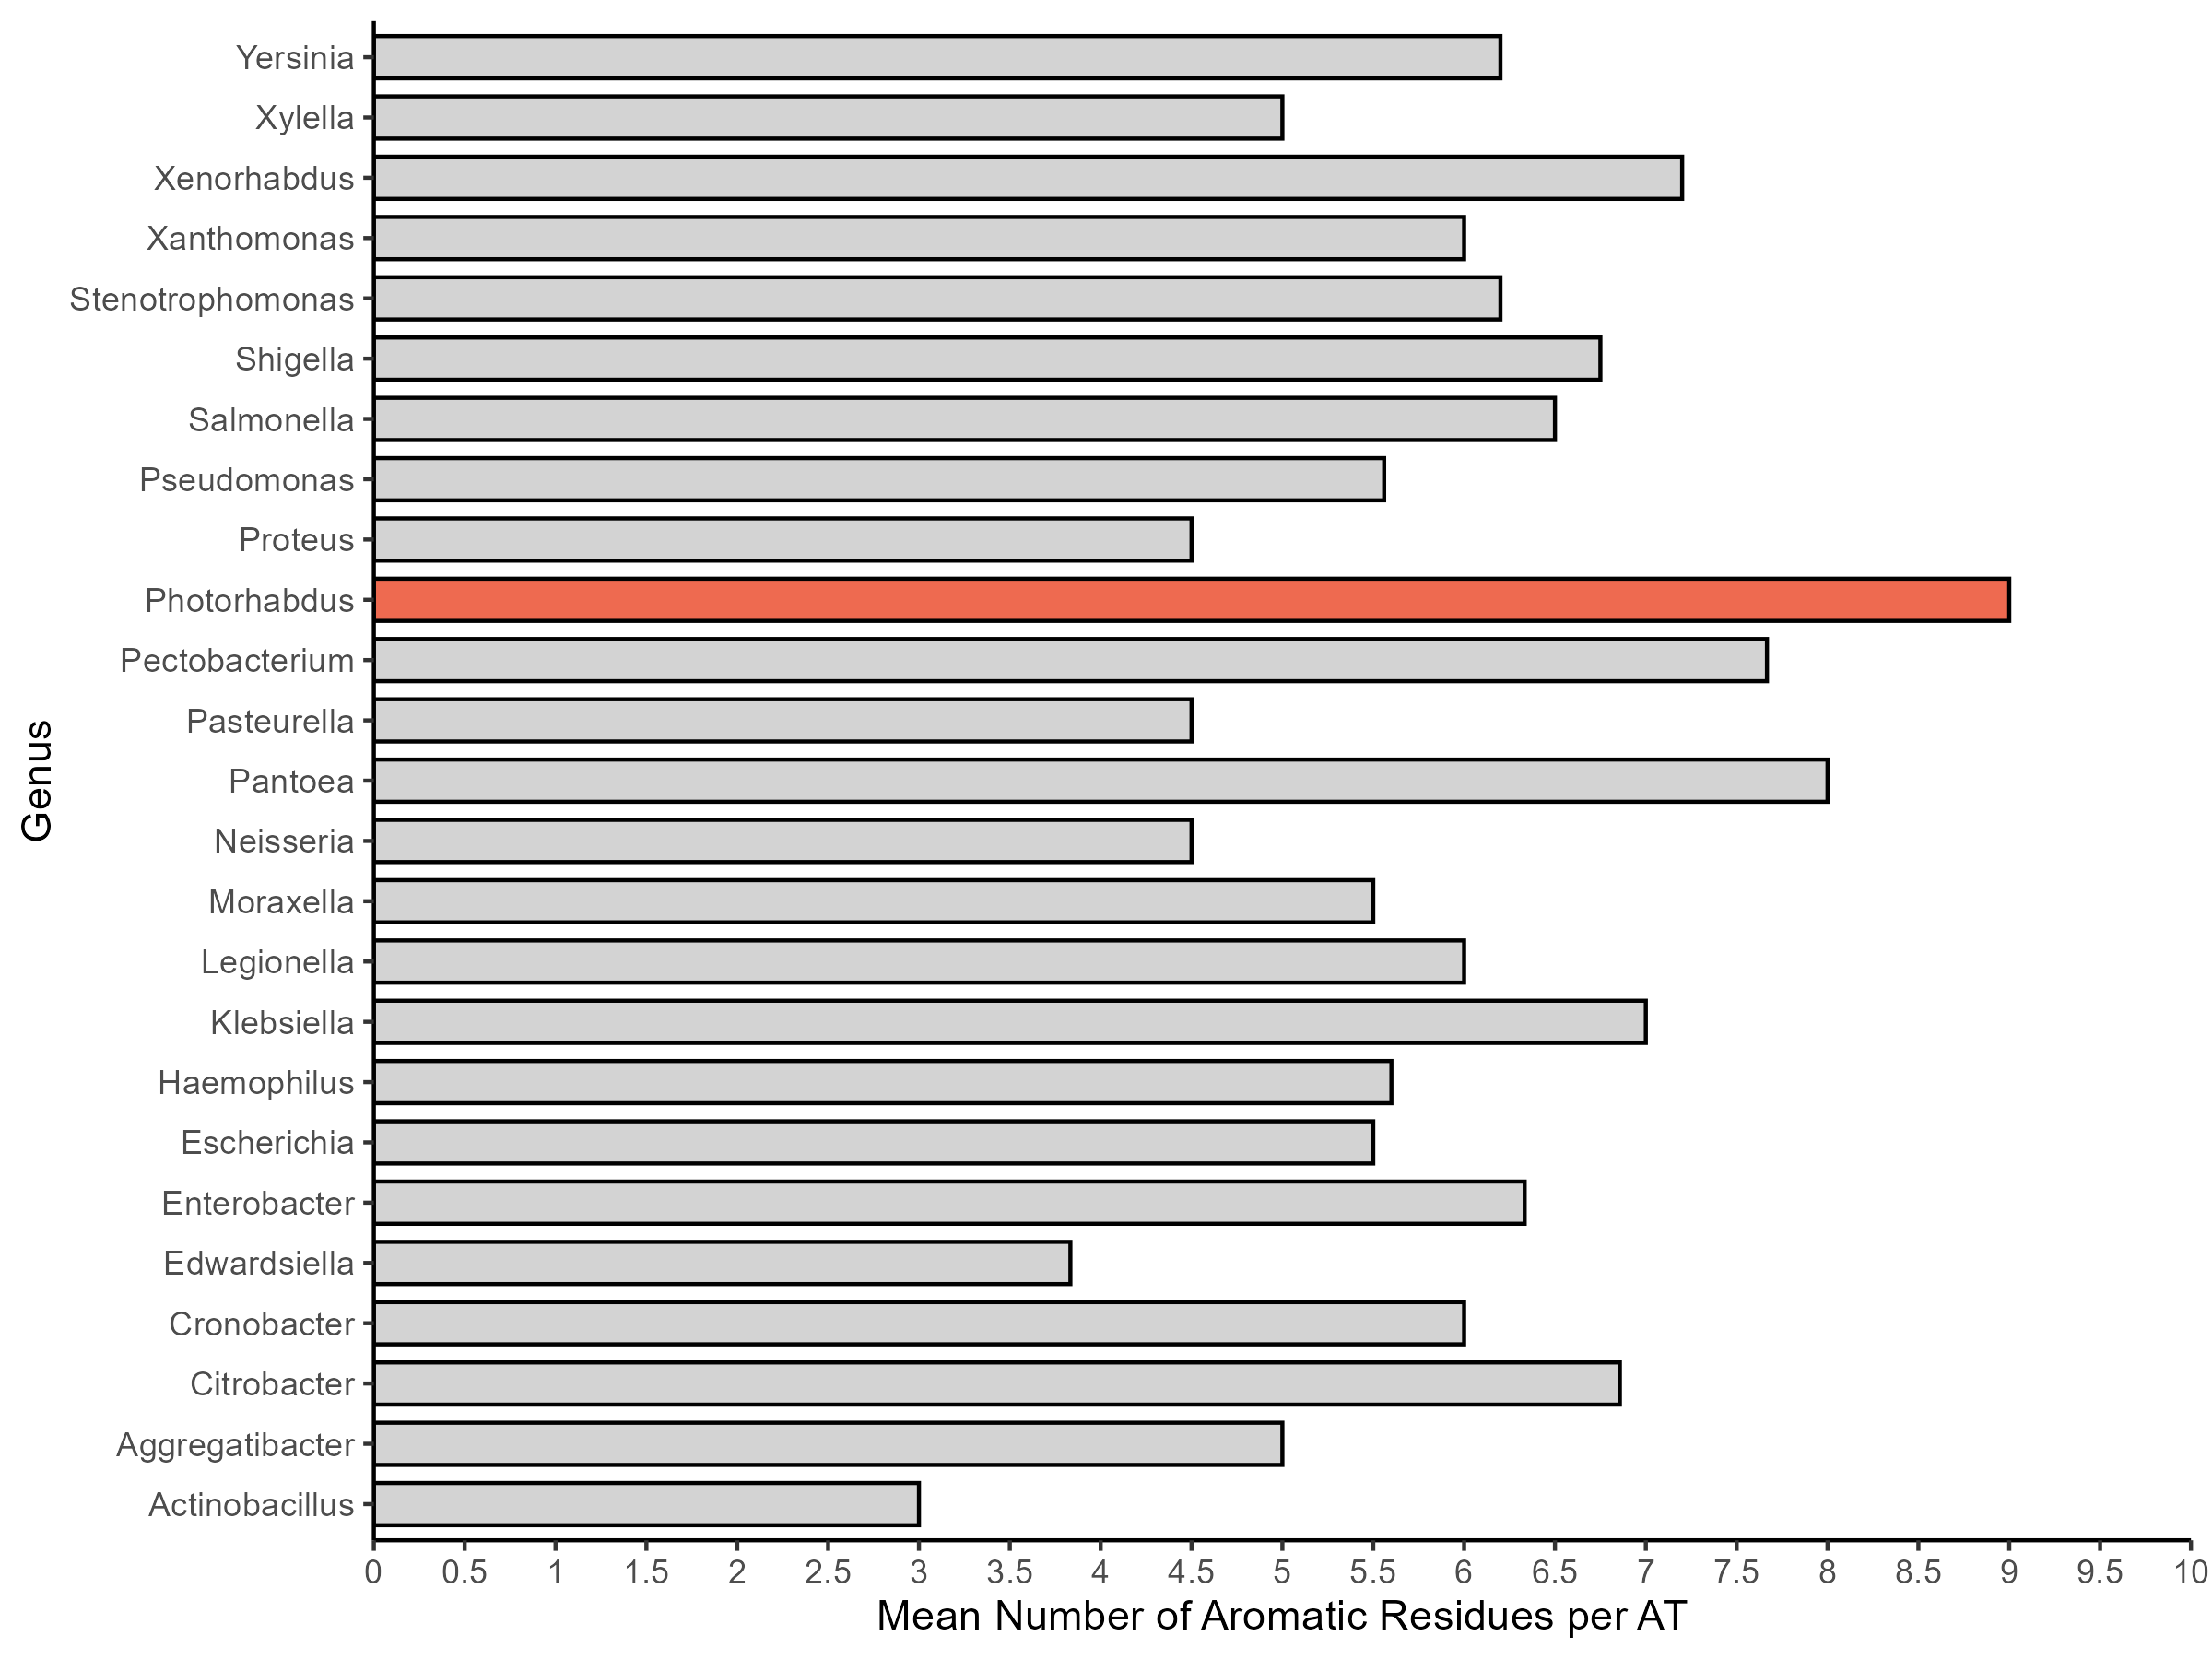 Genus
Yersinia
Xylella
Xenorhabdus
Xanthomonas
Stenotrophomonas
Shigella
Salmonella
Pseudomonas
Proteus
Photorhabdus
Pectobacterium
Pasteurella
Pantoea
Neisseria
Moraxella
Legionella
Klebsiella
Haemophilus
Escherichia
Enterobacter
Edwardsiella
Cronobacter
Citrobacter
Aggregatibacter
Actinobacillus
0 0.5 1 1.5 2 2.5 3 3.5 4 4.5 5 5.5 6 6.5 7 7.5 8 8.5 9 9.5 10
Mean Number of Aromatic Residues per AT